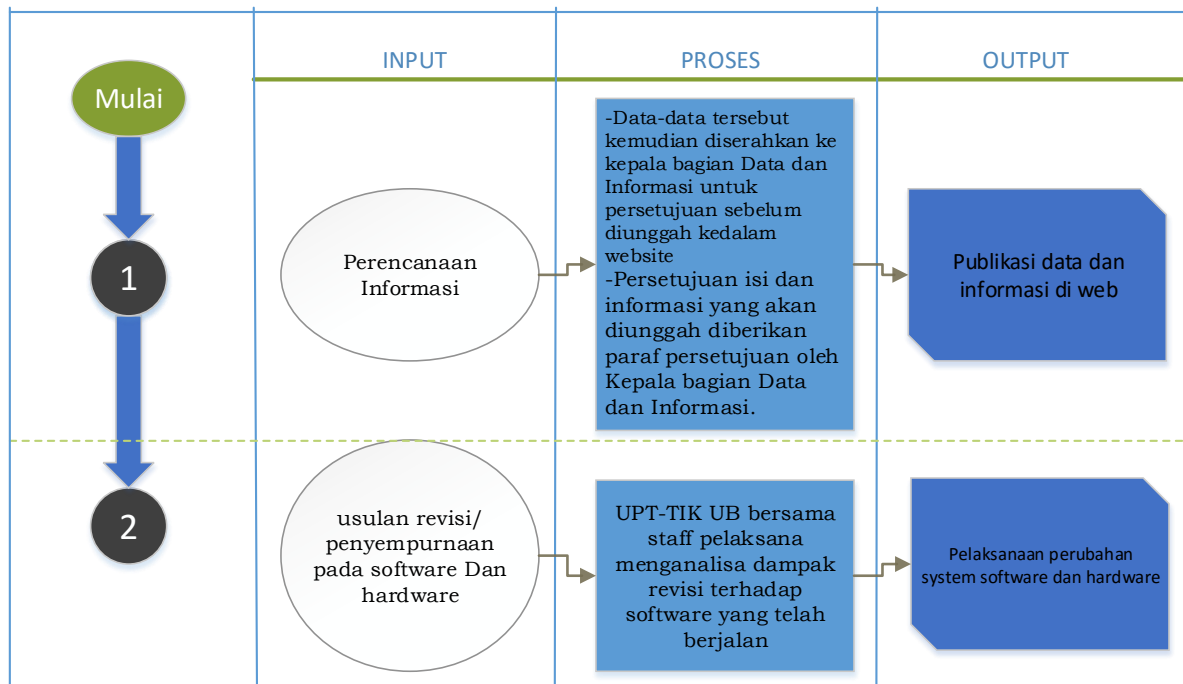 INPUT
PROSES
OUTPUT
Mulai
1
Perencanaan
Informasi
-Data-data tersebut
kemudian diserahkan ke
kepala bagian Data dan
Informasi untuk
persetujuan sebelum
diunggah kedalam
website
-Persetujuan isi dan
informasi yang akan
diunggah diberikan
paraf persetujuan oleh
Kepala bagian Data
dan Informasi.
Publikasi data dan
informasi di web
2
usulan revisi/
penyempurnaan
pada software Dan
hardware
UPT-TIK UB bersama
staff pelaksana
menganalisa dampak
revisi terhadap
software yang telah
berjalan
Pelaksanaan perubahan
system software dan hardware